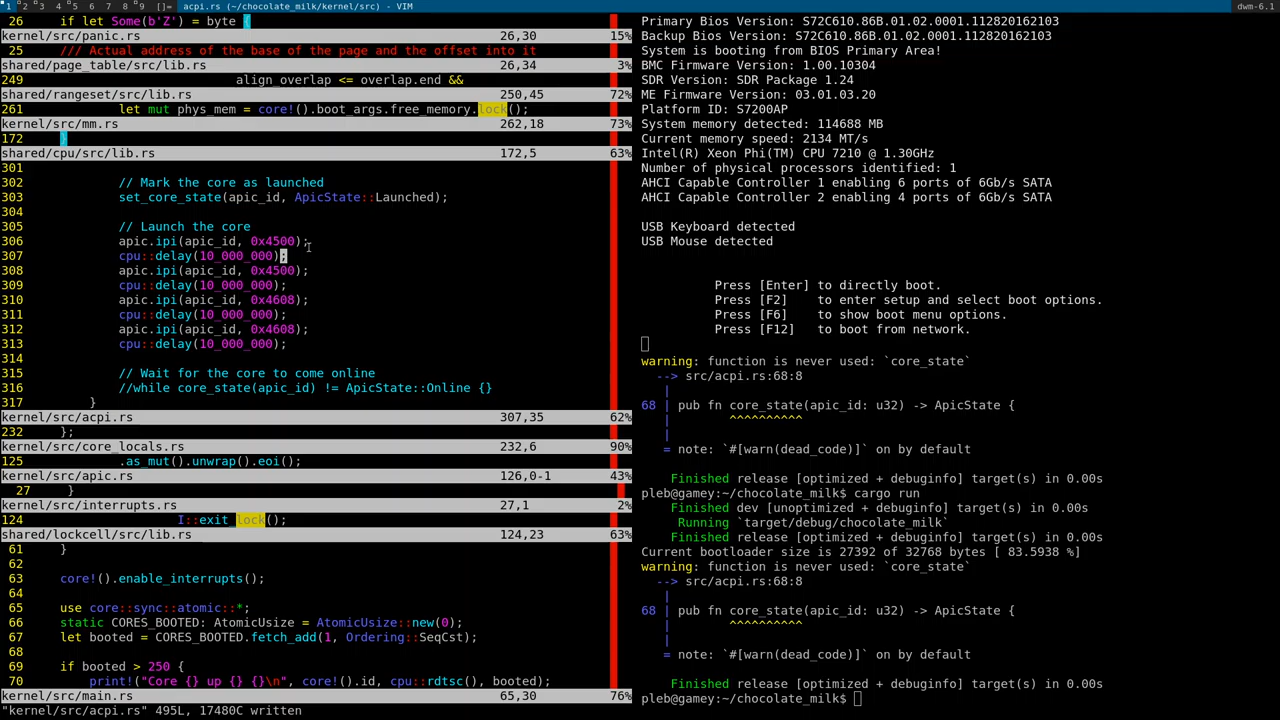 1 2 3 4 5 6 7 8 9 []= acpi.rs (~/chocolate_milk/kernel/src) - VIM
dwm-6.1
26     if let Some(b'Z') = byte {
kernel/src/panic.rs 26,30 15%
25     /// Actual address of the base of the page and the offset into it
shared/page_table/src/lib.rs 26,34 3%
249 align_overlap <= overlap.end &&
shared/rangeset/src/lib.rs 250,45 72%
261 let mut phys_mem = core!().boot_args.free_memory.lock();
kernel/src/mm.rs 262,18 73%
172 }
shared/cpu/src/lib.rs 172,5 63%
301
302 // Mark the core as launched
303 set_core_state(apic_id, ApicState::Launched);
304
305 // Launch the core
306 apic.ipi(apic_id, 0x4500);
307 cpu::delay(10_000_000);
308 apic.ipi(apic_id, 0x4500);
309 cpu::delay(10_000_000);
310 apic.ipi(apic_id, 0x4608);
311 cpu::delay(10_000_000);
312 apic.ipi(apic_id, 0x4608);
313 cpu::delay(10_000_000);
314
315 // Wait for the core to come online
316 //while core_state(apic_id) != ApicState::Online {}
317 }
kernel/src/acpi.rs 307,35 62%
232 };
kernel/src/core_locals.rs 232,6 90%
125 .as_mut().unwrap().eoi();
kernel/src/apic.rs 126,0-1 43%
27 }
kernel/src/interrupts.rs 27,1 2%
124 I::exit_lock();
shared/lockcell/src/lib.rs 124,23 63%
61 }
62
63 core!().enable_interrupts();
64
65 use core::sync::atomic::*;
66 static CORES_BOOTED: AtomicUsize = AtomicUsize::new(0);
67 let booted = CORES_BOOTED.fetch_add(1, Ordering::SeqCst);
68
69 if booted > 250 {
70 print!("Core {} up {} {}\n", core!().id, cpu::rdtsc(), booted);
kernel/src/main.rs 65,30 76%
"kernel/src/acpi.rs" 495L, 17480C written
Primary Bios Version: S72C610.86B.01.02.0001.112820162103
Backup Bios Version: S72C610.86B.01.02.0001.112820162103
System is booting from BIOS Primary Area!
BMC Firmware Version: 1.00.10304
SDR Version: SDR Package 1.24
ME Firmware Version: 03.01.03.20
Platform ID: S7200AP
System memory detected: 114688 MB
Current memory speed: 2134 MT/s
Intel(R) Xeon Phi(TM) CPU 7210 @ 1.30GHz
Number of physical processors identified: 1
AHCI Capable Controller 1 enabling 6 ports of 6Gb/s SATA
AHCI Capable Controller 2 enabling 4 ports of 6Gb/s SATA
USB Keyboard detected
USB Mouse detected
Press [Enter] to directly boot.
Press [F2] to enter setup and select boot options.
Press [F6] to show boot menu options.
Press [F12] to boot from network.
warning: function is never used: `core_state`
--> src/acpi.rs:68:8
|
68 | pub fn core_state(apic_id: u32) -> ApicState {
| ^^^^^^^^^^
|
= note: `#[warn(dead_code)]` on by default
Finished release [optimized + debuginfo] target(s) in 0.00s
pleb@gamey:~/chocolate_milk$ cargo run
Finished dev [unoptimized + debuginfo] target(s) in 0.00s
Running `target/debug/chocolate_milk`
Finished release [optimized + debuginfo] target(s) in 0.00s
Current bootloader size is 27392 of 32768 bytes [ 83.5938 %]
warning: function is never used: `core_state`
--> src/acpi.rs:68:8
|
68 | pub fn core_state(apic_id: u32) -> ApicState {
| ^^^^^^^^^^
|
= note: `#[warn(dead_code)]` on by default
Finished release [optimized + debuginfo] target(s) in 0.00s
pleb@gamey:~/chocolate_milk$